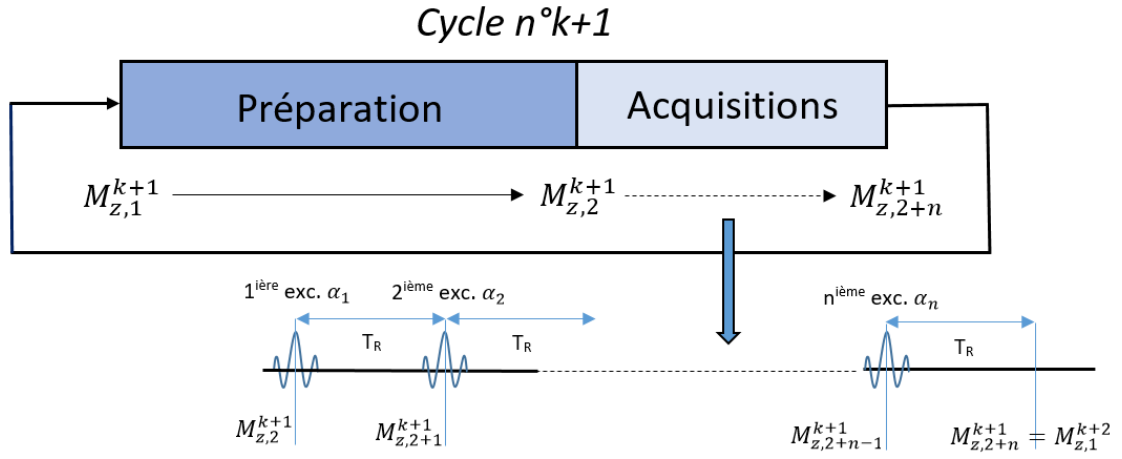 Cycle n°k+1
Préparation Acquisitions
M_{z,1}^{k+1} M_{z,2}^{k+1} M_{z,2+n}^{k+1}
1^{ière} exc. α_1 2^{ième} exc. α_2 n^{ième} exc. α_n
T_R T_R T_R
M_{z,2}^{k+1} M_{z,2+1}^{k+1} M_{z,2+n-1}^{k+1} M_{z,2+n}^{k+1} = M_{z,1}^{k+2}